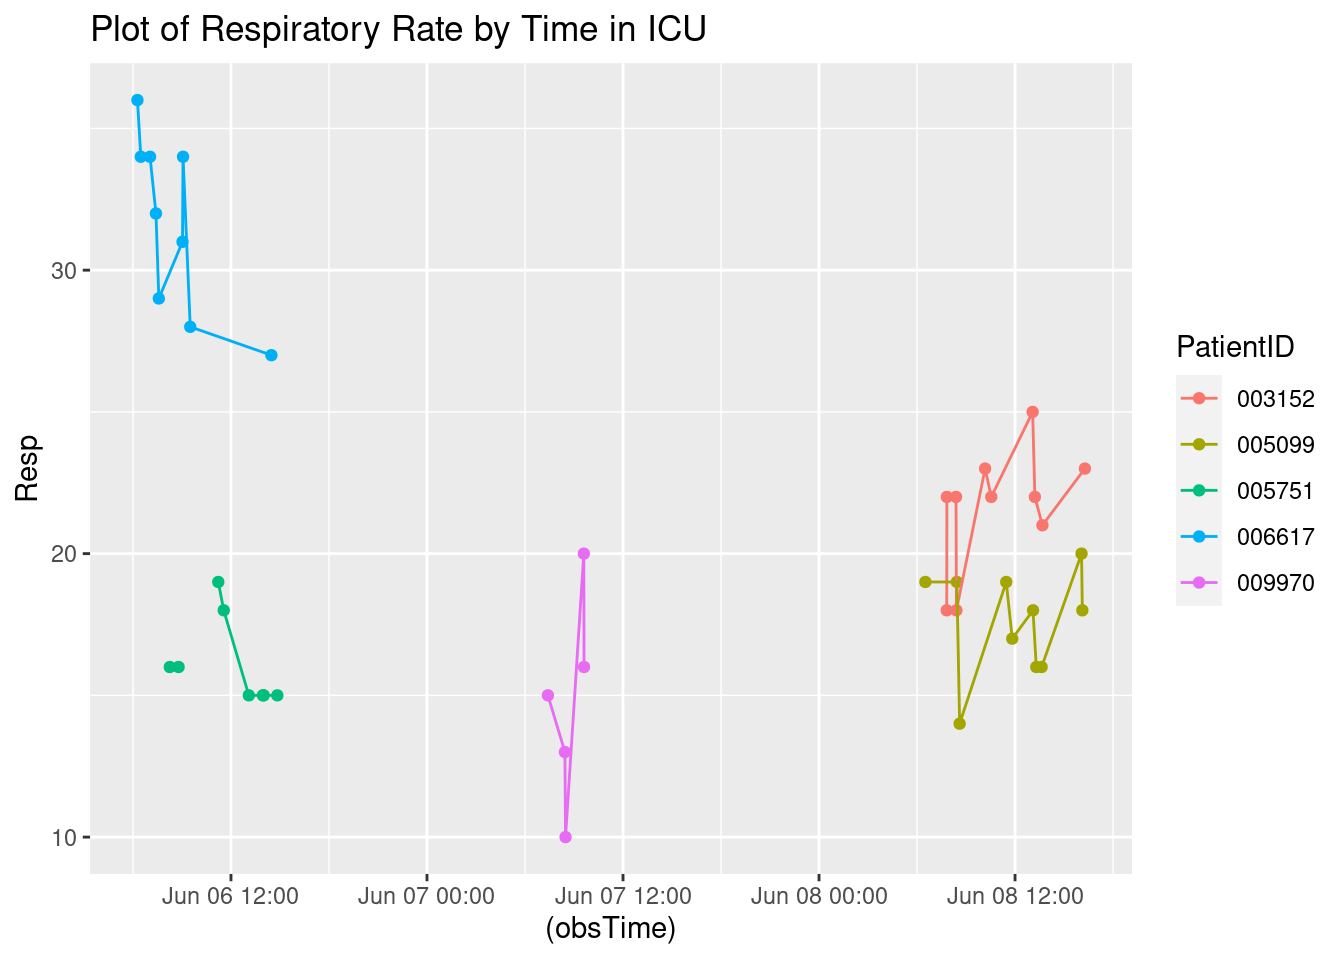 Plot of Respiratory Rate by Time in ICU
Resp
30
20
10
Jun 06 12:00
Jun 07 00:00
Jun 07 12:00
Jun 08 00:00
Jun 08 12:00
(obsTime)
PatientID
003152
005099
005751
006617
009970